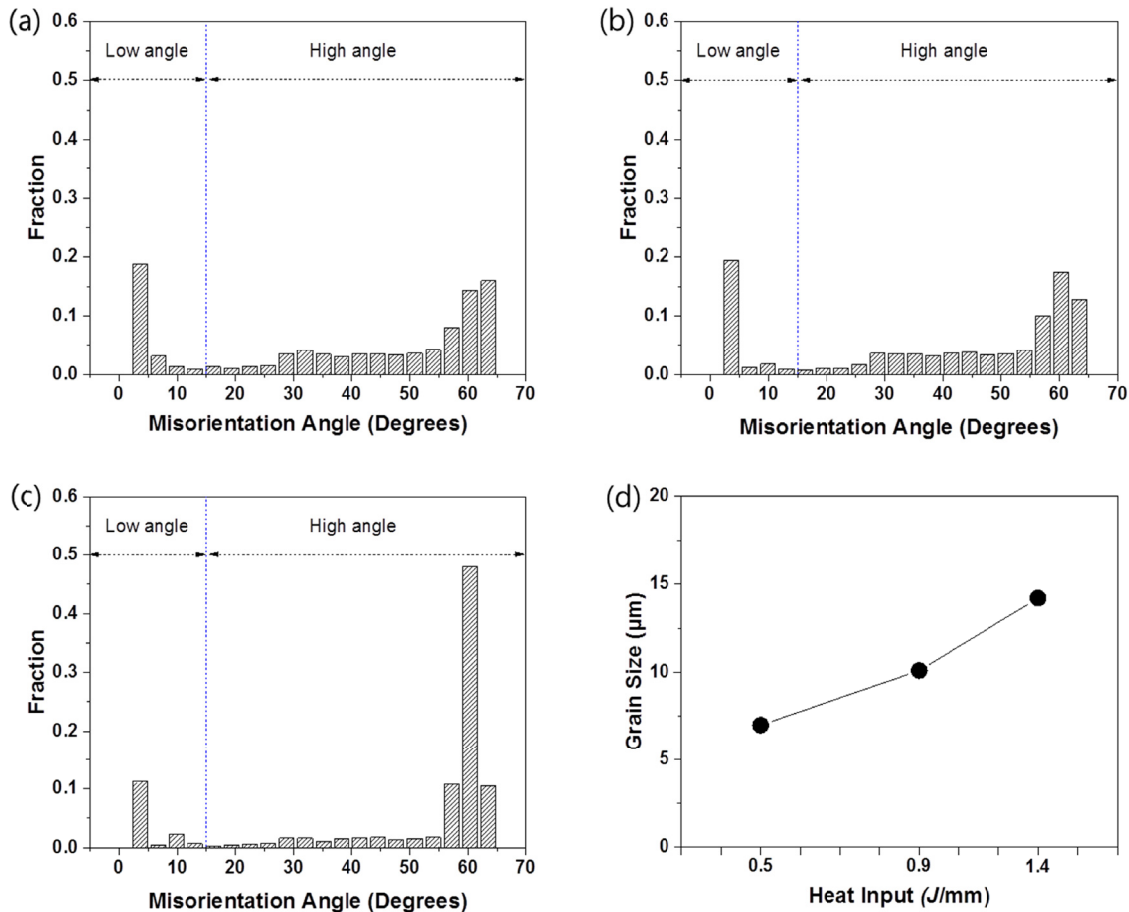 (a)
0.6
0.5
0.4
0.3
0.2
0.1
0.0
Fraction
Low angle
High angle
0 10 20 30 40 50 60 70
Misorientation Angle (Degrees)
(b)
0.6
0.5
0.4
0.3
0.2
0.1
0.0
Fraction
Low angle
High angle
0 10 20 30 40 50 60 70
Misorientation Angle (Degrees)
(c)
0.6
0.5
0.4
0.3
0.2
0.1
0.0
Fraction
Low angle
High angle
0 10 20 30 40 50 60 70
Misorientation Angle (Degrees)
(d)
20
15
10
5
0
Grain Size (µm)
0.5 0.9 1.4
Heat Input (J/mm)